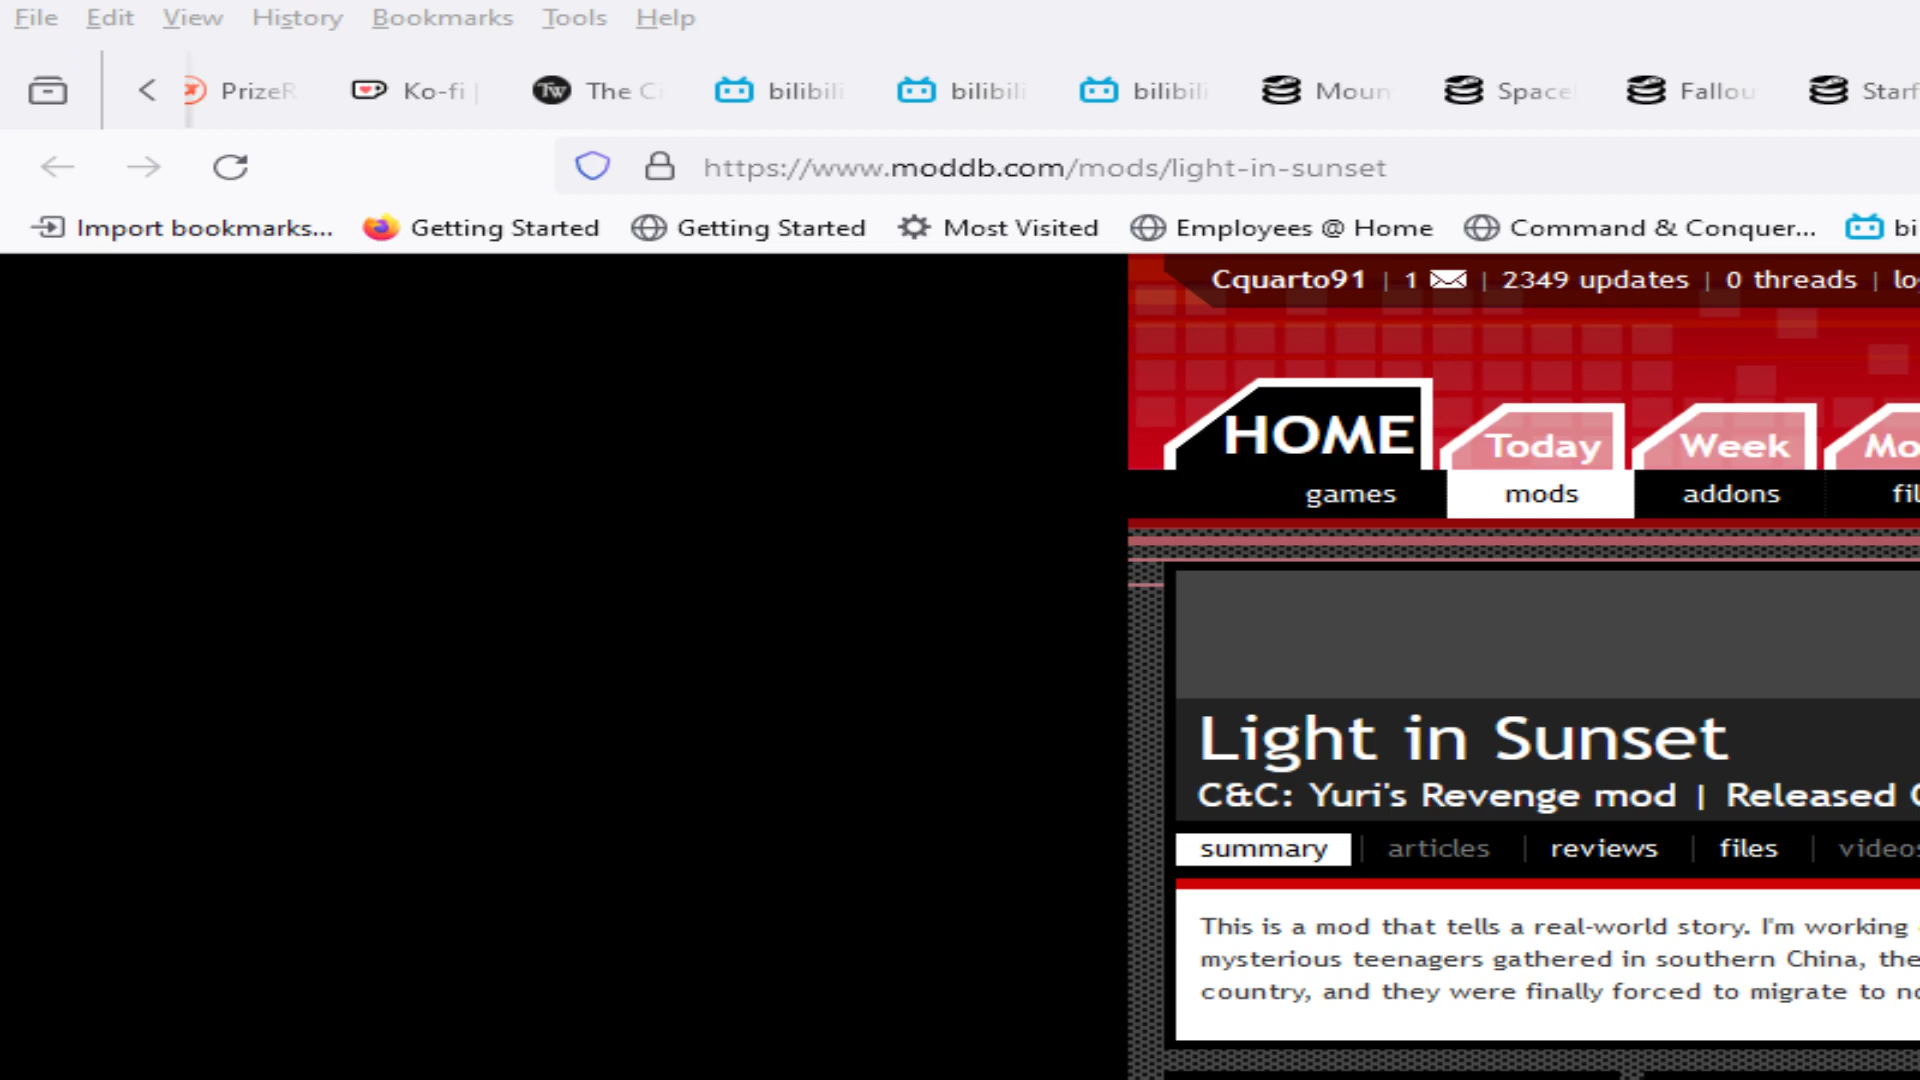 File Edit View History Bookmarks Tools Help
Ko-fi | The bilibili bilibili bilibili
https://www.moddb.com/mods/light-in-sunset
Import bookmarks... Getting Started Getting Started Most Visited Employees @ Home Command & Conquer...
Cquarto91 | 1 | 2349 updates | 0 threads |
HOME Today Week
games mods addons
Light in Sunset
C&C: Yuri's Revenge mod | Released
summary | articles | reviews | files |
This is a mod that tells a real-world story. I'm working
mysterious teenagers gathered in southern China,
country, and they were finally forced to migrate to